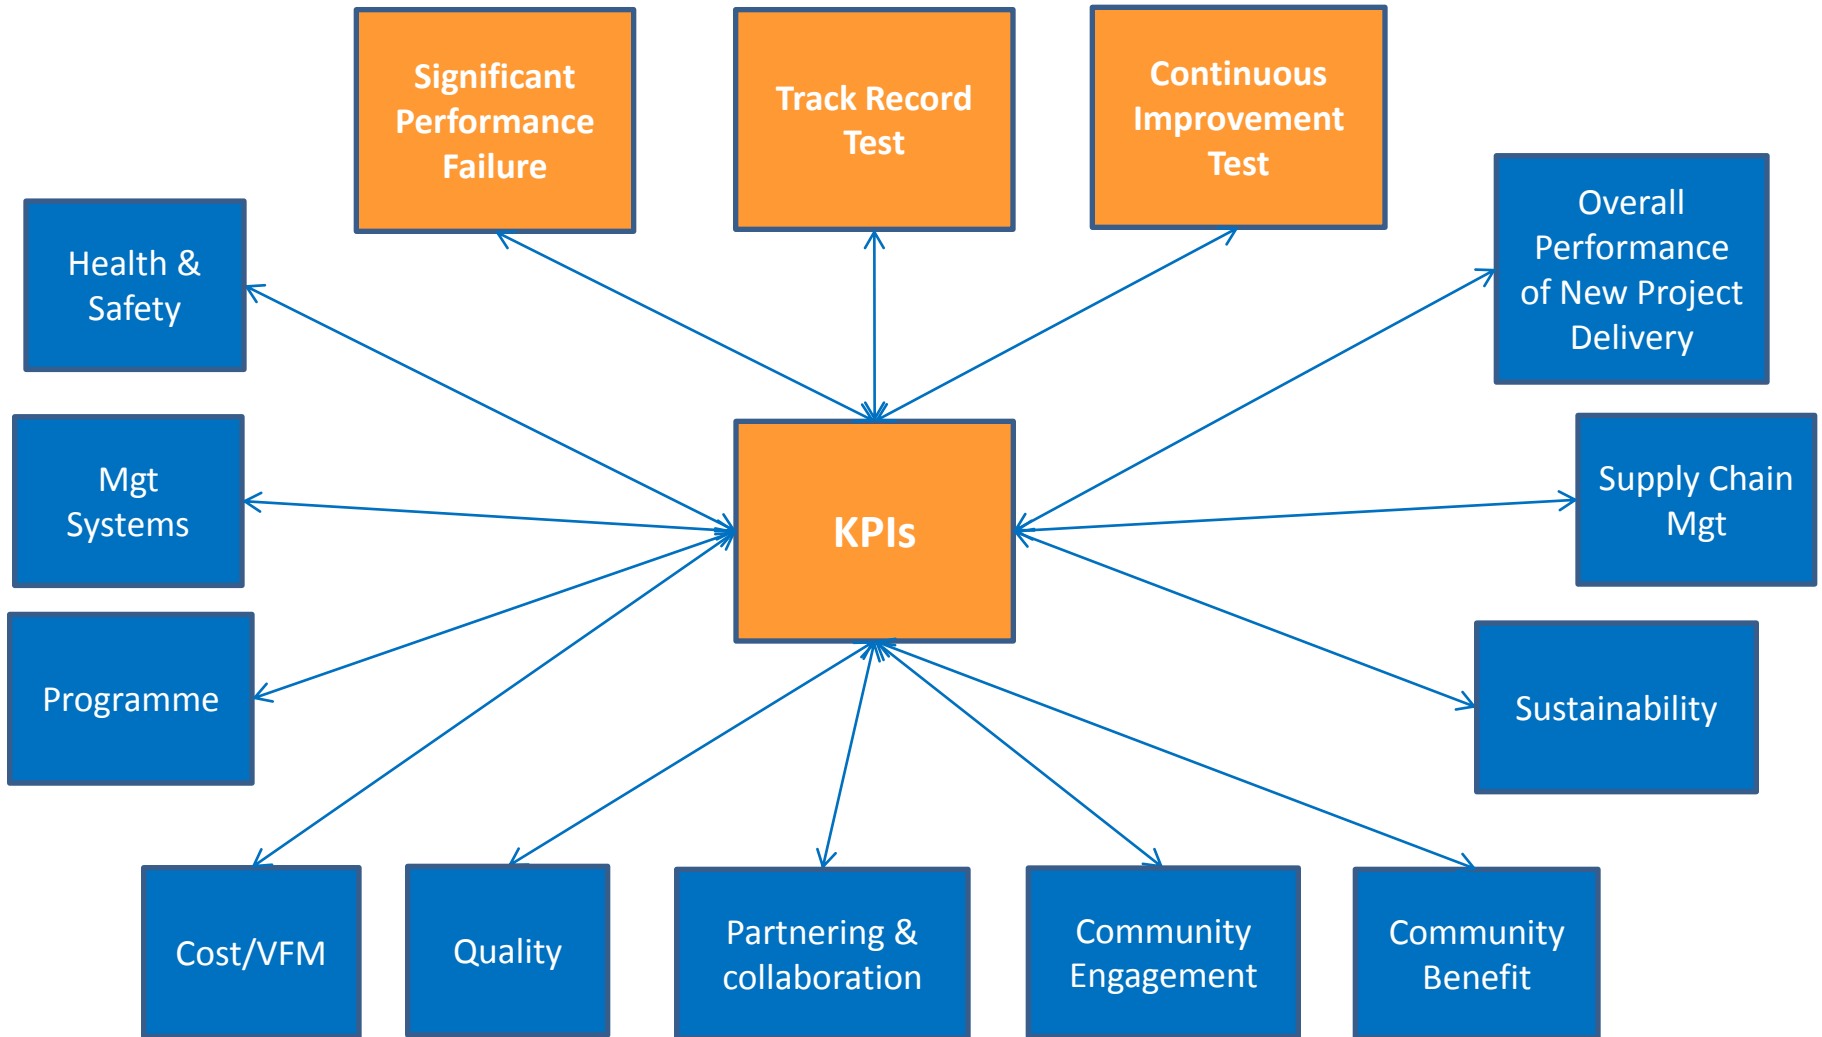 Significant
Performance
Failure
Track Record
Test
Continuous
Improvement
Test
Health &
Safety
Overall
Performance
of New Project
Delivery
Mgt
Systems
KPIs
Supply Chain
Mgt
Programme
Sustainability
Cost/VFM
Quality
Partnering &
collaboration
Community
Engagement
Community
Benefit